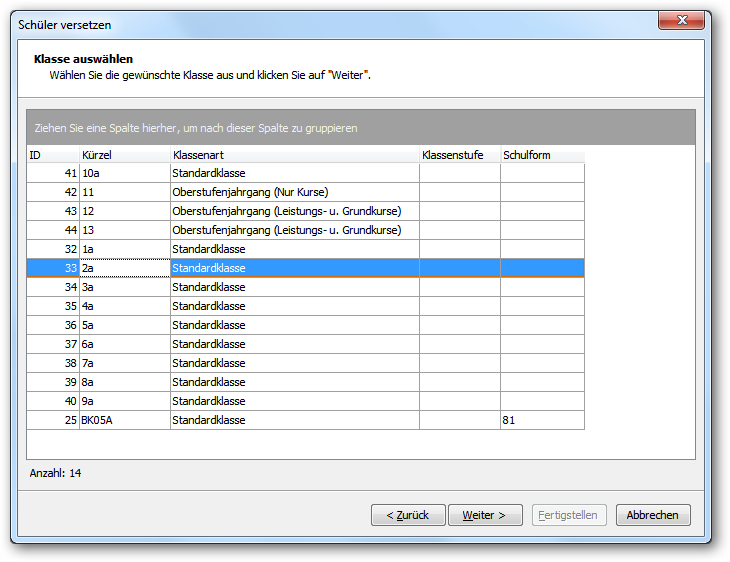 Schüler versetzen
Klasse auswählen
Wählen Sie die gewünschte Klasse aus und klicken Sie auf "Weiter".
Ziehen Sie eine Spalte hierher, um nach dieser Spalte zu gruppieren
ID Kürzel Klassenart Klassenstufe Schulform
41 10a Standardklasse
42 11 Oberstufenjahrgang (Nur Kurse)
43 12 Oberstufenjahrgang (Leistungs- u. Grundkurse)
44 13 Oberstufenjahrgang (Leistungs- u. Grundkurse)
32 1a Standardklasse
33 2a Standardklasse
34 3a Standardklasse
35 4a Standardklasse
36 5a Standardklasse
37 6a Standardklasse
38 7a Standardklasse
39 8a Standardklasse
40 9a Standardklasse
25 BK05A Standardklasse 81
Anzahl: 14
< Zurück Weiter > Fertigstellen Abbrechen